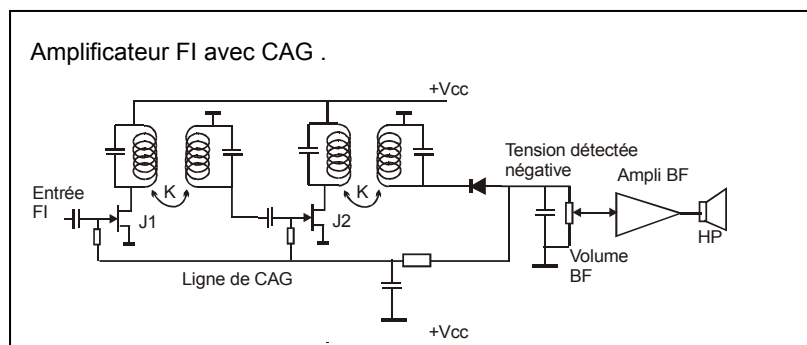 Amplificateur FI avec CAG .
+Vcc
Tension détectée
négative
Ampli BF
Entrée
FI
K
K
J1
J2
HP
Volume
BF
Ligne de CAG
+Vcc